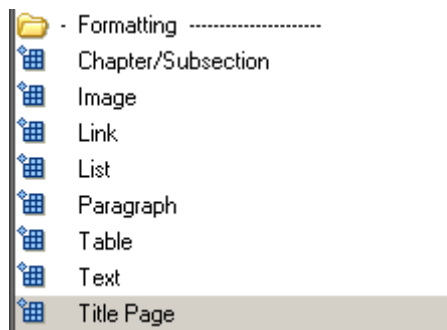 - Formatting ---------------------
Chapter/Subsection
Image
Link
List
Paragraph
Table
Text
Title Page